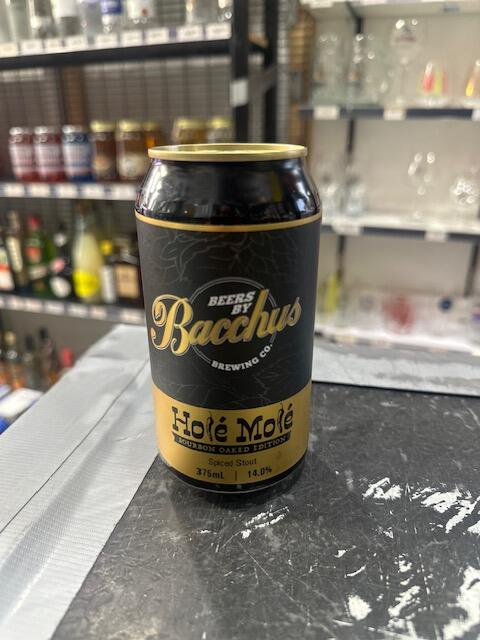 BEERS
BY
Bacchus
BREWING CO.
Holé Molé
BOURBON OAKED EDITION
Spiced Stout
375mL | 14.0%